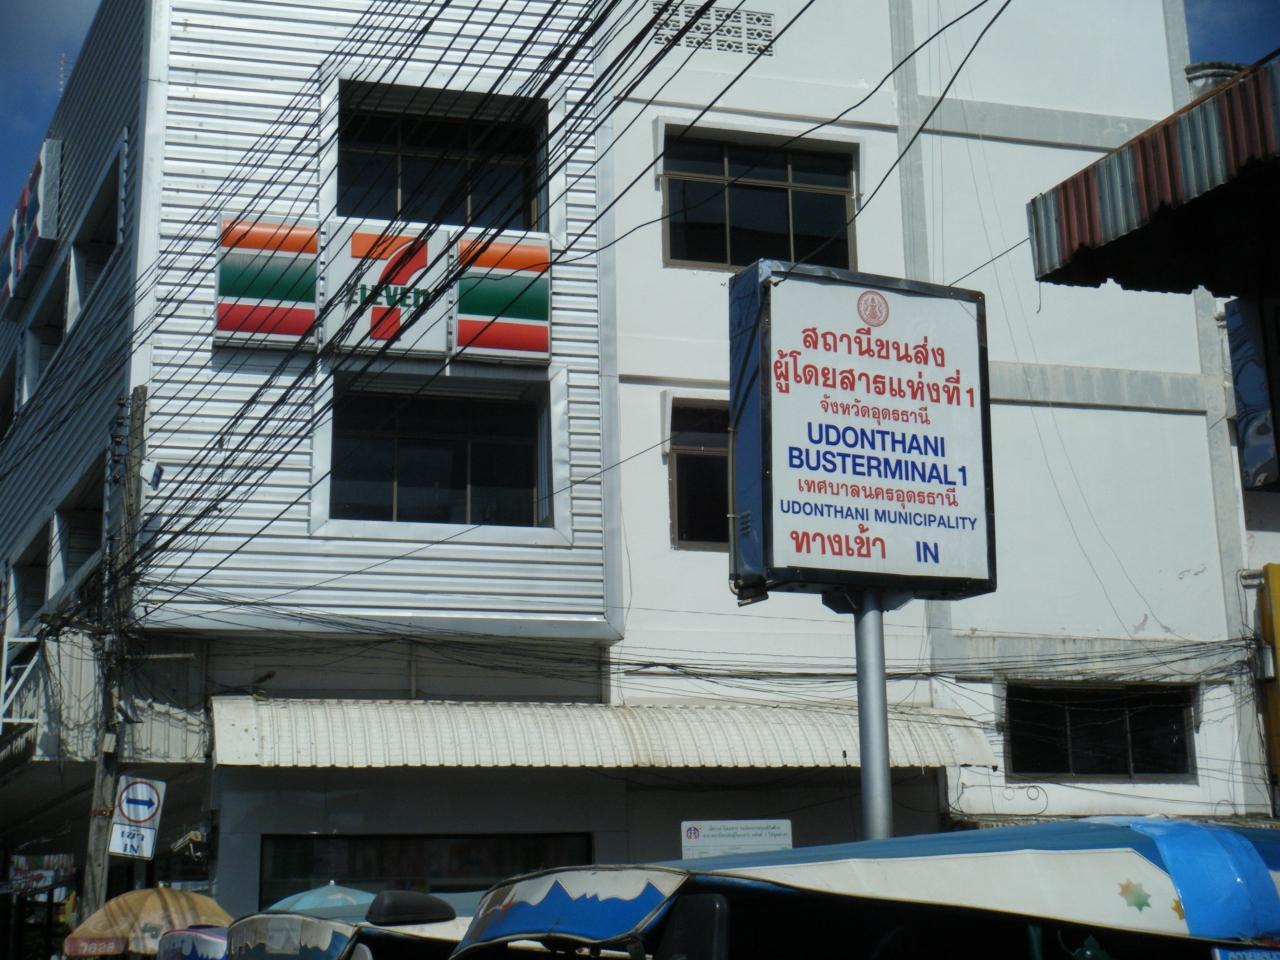 7
ELEVEN
สถานีขนส่ง
ผู้โดยสารแห่งที่ 1
จังหวัดอุดรธานี
UDONTHANI
BUSTERMINAL1
เทศบาลนครอุดรธานี
UDONTHANI MUNICIPALITY
ทางเข้า IN
เข้า
IN